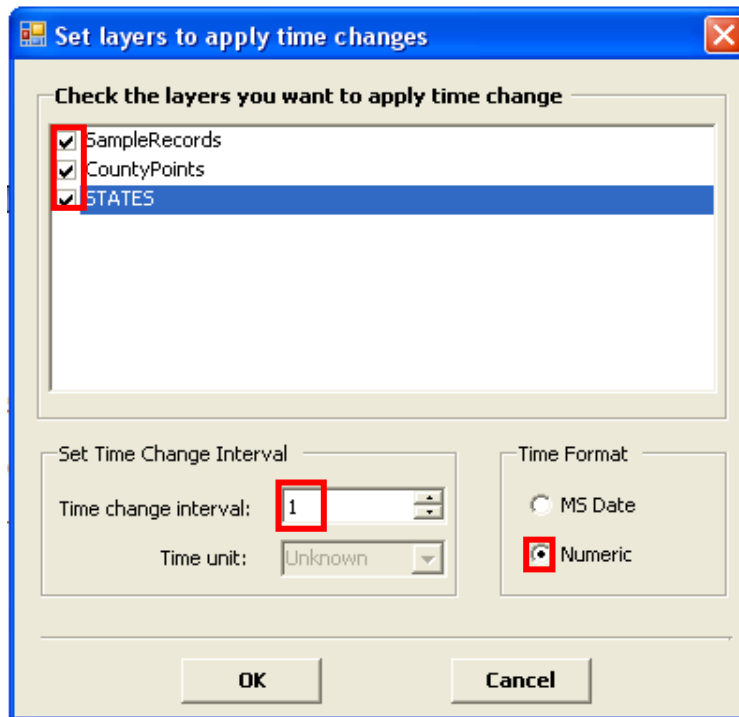 Set layers to apply time changes
Check the layers you want to apply time change
SampleRecords
CountyPoints
STATES
Set Time Change Interval
Time change interval: 1
Time unit: Unknown
Time Format
MS Date
Numeric
OK Cancel